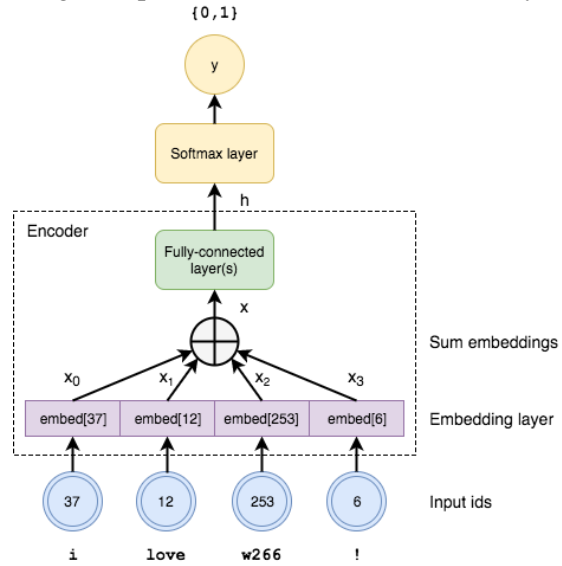 {0,1}
y
Softmax layer
h
Encoder
Fully-connected
layer(s)
x
Sum embeddings
x0 x1 x2 x3
embed[37] embed[12] embed[253] embed[6] Embedding layer
37 12 253 6 Input ids
i love w266 !